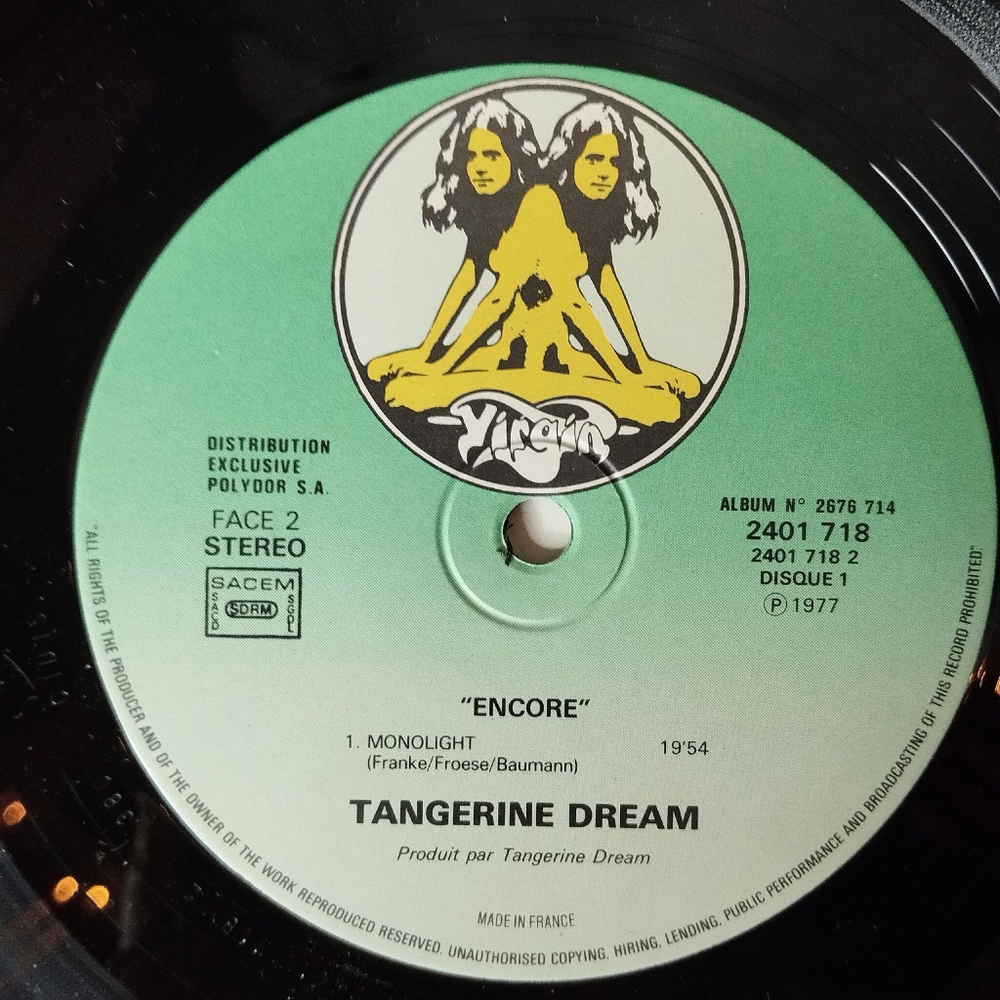 Virgin
DISTRIBUTION
EXCLUSIVE
POLYDOR S.A.
FACE 2
STEREO
SACEM
SACD
SDRM
SGDL
ALBUM N° 2676 714
2401 718
2401 718 2
DISQUE 1
Ⓟ 1977
"ENCORE"
1. MONOLIGHT 19'54
(Franke/Froese/Baumann)
TANGERINE DREAM
Produit par Tangerine Dream
MADE IN FRANCE
"ALL RIGHTS OF THE PRODUCER AND OF THE OWNER OF THE WORK REPRODUCED RESERVED. UNAUTHORISED COPYING, HIRING, LENDING, PUBLIC PERFORMANCE AND BROADCASTING OF THIS RECORD PROHIBITED"